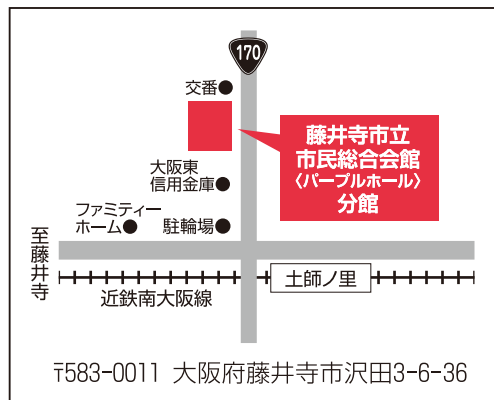 170
交番
藤井寺市立
市民総合会館
〈パープルホール〉
分館
大阪東
信用金庫
ファミティー
ホーム
駐輪場
至藤井寺
土師ノ里
近鉄南大阪線
〒583-0011 大阪府藤井寺市沢田3-6-36